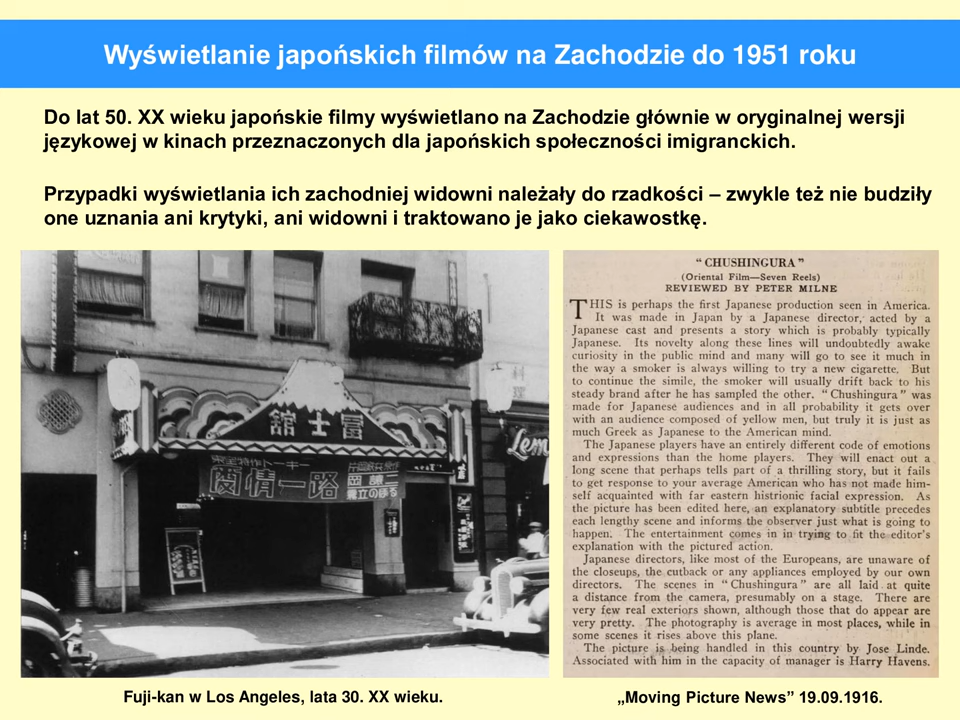 Wyświetlanie japońskich filmów na Zachodzie do 1951 roku
Do lat 50. XX wieku japońskie filmy wyświetlano na Zachodzie głównie w oryginalnej wersji
językowej w kinach przeznaczonych dla japońskich społeczności imigranckich.
Przypadki wyświetlania ich zachodniej widowni należały do rzadkości – zwykle też nie budziły
one uznania ani krytyki, ani widowni i traktowano je jako ciekawostkę.
館士富
Lem
路一情
"CHUSHINGURA"
(Oriental Film—Seven Reels)
REVIEWED BY PETER MILNE
THIS is perhaps the first Japanese production seen in America.
It was made in Japan by a Japanese director, acted by a
Japanese cast and presents a story which is probably typically
Japanese. Its novelty along these lines will undoubtedly awake
curiosity in the public mind and many will go to see it much in
the way a smoker is always willing to try a new cigarette. But
to continue the simile, the smoker will usually drift back to his
steady brand after he has sampled the other. "Chushingura" was
made for Japanese audiences and in all probability it gets over
with an audience composed of yellow men, but truly it is just as
much Greek as Japanese to the American mind.
The Japanese players have an entirely different code of emotions
and expressions than the home players. They will enact out a
long scene that perhaps tells part of a thrilling story, but it fails
to get response to your average American who has not made him-
self acquainted with far eastern histrionic facial expression. As
the picture has been edited here, an explanatory subtitle precedes
each lengthy scene and informs the observer just what is going to
happen. The entertainment comes in in trying to fit the editor's
explanation with the pictured action.
Japanese directors, like most of the Europeans, are unaware of
the closeups, the cutback or any appliances employed by our own
directors. The scenes in "Chushingura" are all laid at quite
a distance from the camera, presumably on a stage. There are
very few real exteriors shown, although those that do appear are
very pretty. The photography is average in most places, while in
some scenes it rises above this plane.
The picture is being handled in this country by Jose Linde.
Associated with him in the capacity of manager is Harry Havens.
Fuji-kan w Los Angeles, lata 30. XX wieku.
„Moving Picture News” 19.09.1916.